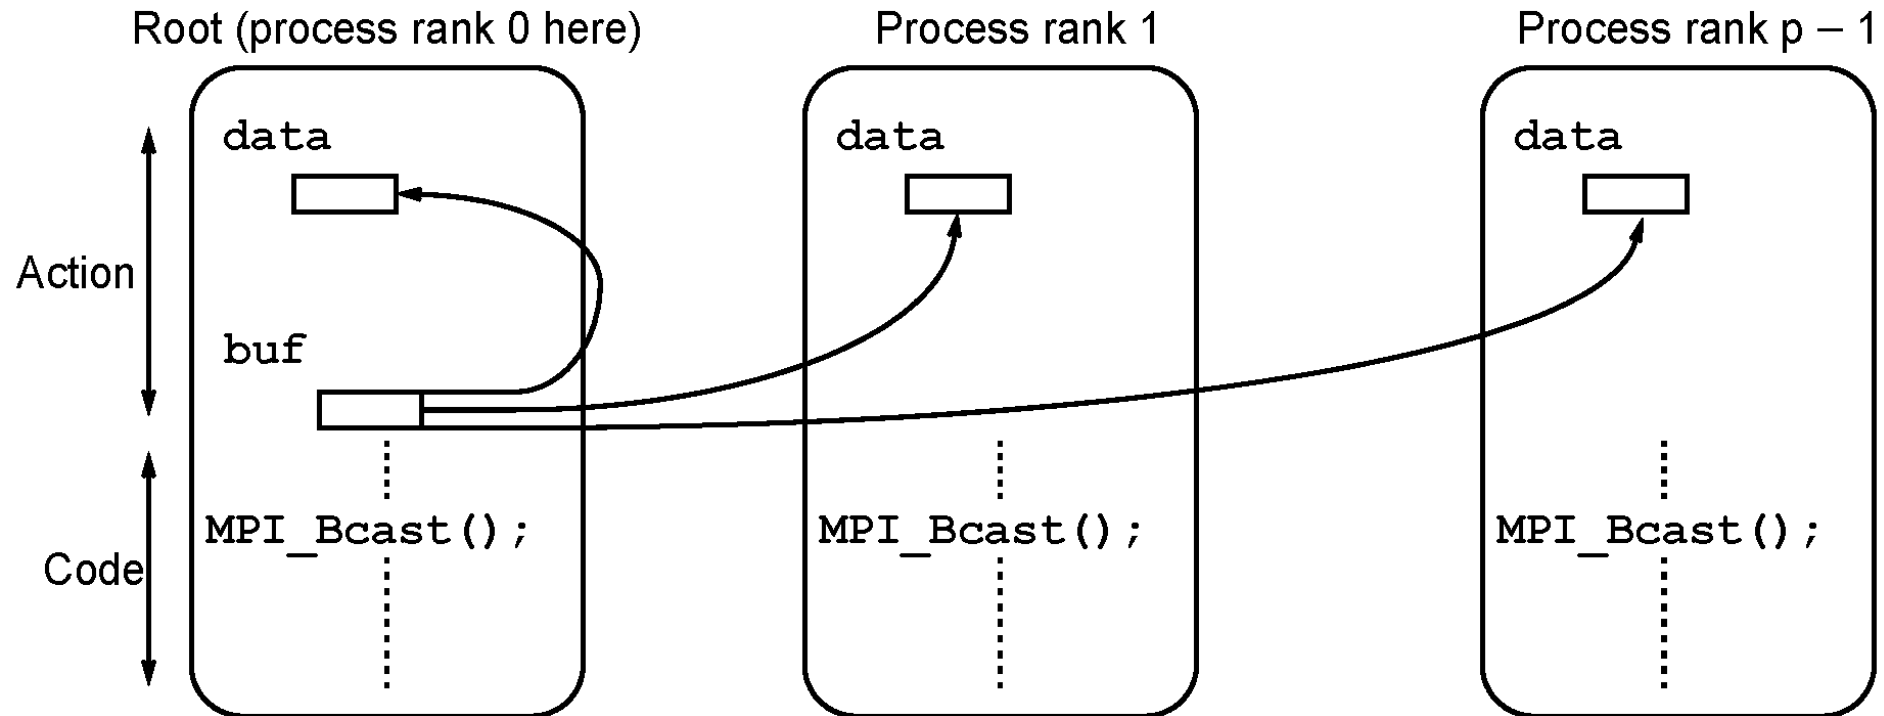 Root (process rank 0 here)
Process rank 1
Process rank p – 1
data
data
data
Action
buf
MPI_Bcast();
MPI_Bcast();
MPI_Bcast();
Code